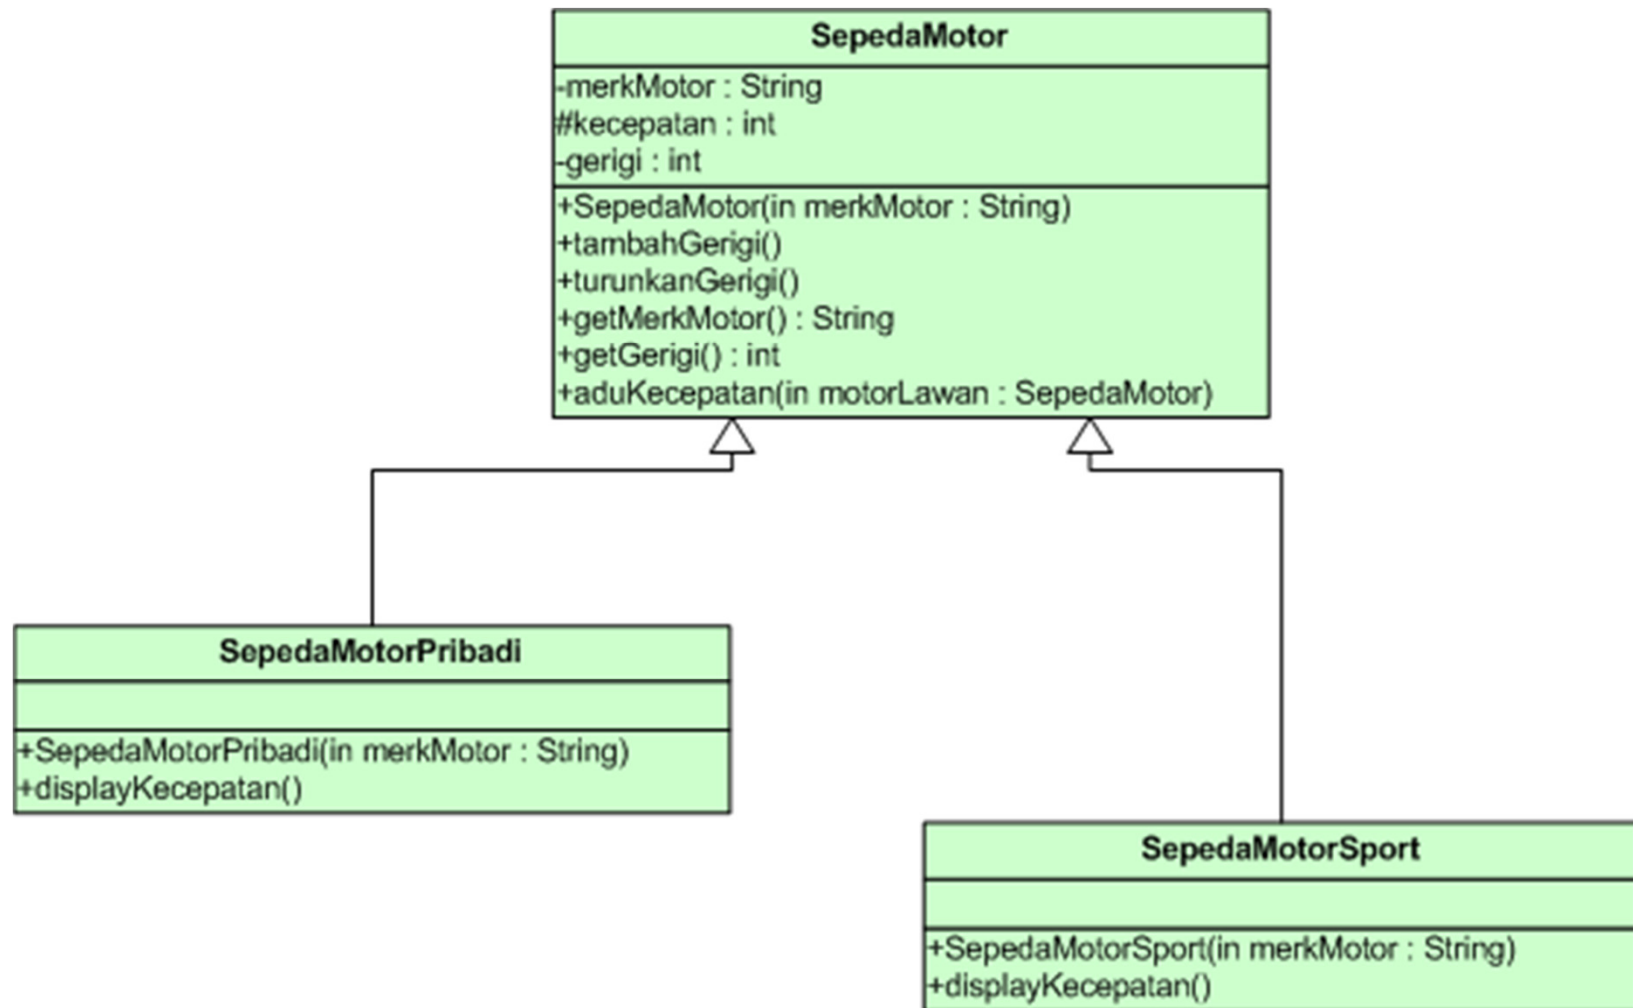 SepedaMotor
-merkMotor : String
#kecepatan : int
-gerigi : int
+SepedaMotor(in merkMotor : String)
+tambahGerigi()
+turunkanGerigi()
+getMerkMotor() : String
+getGerigi() : int
+aduKecepatan(in motorLawan : SepedaMotor)
SepedaMotorPribadi
+SepedaMotorPribadi(in merkMotor : String)
+displayKecepatan()
SepedaMotorSport
+SepedaMotorSport(in merkMotor : String)
+displayKecepatan()